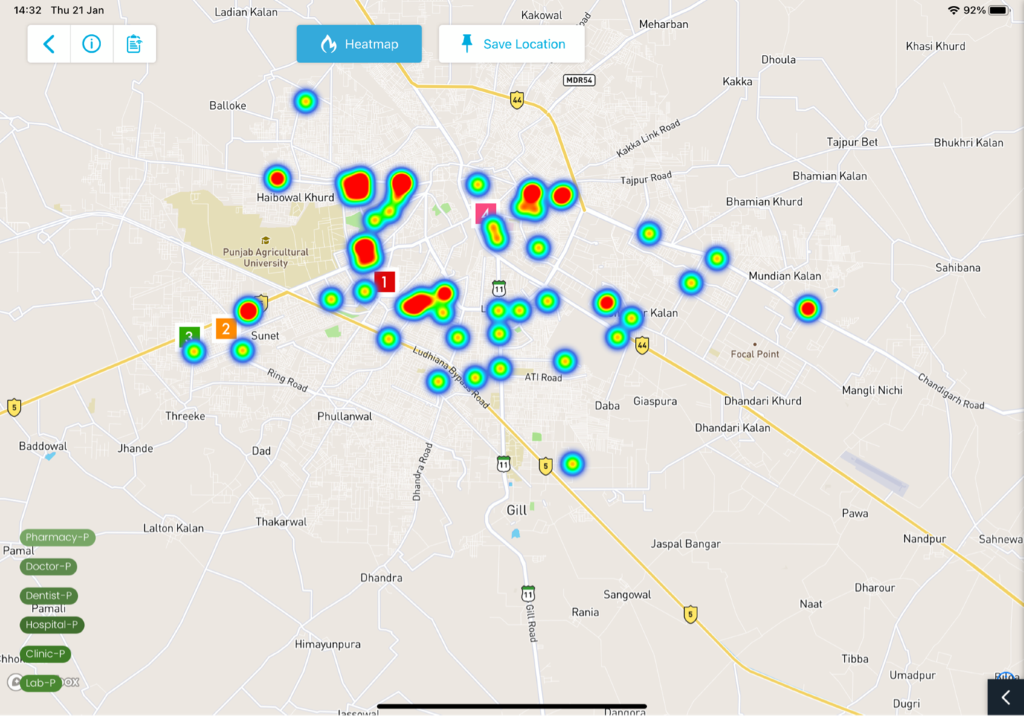 14:32 Thu 21 Jan
92%
Heatmap
Save Location
Ladian Kalan
Kakowal
Meharban
Khasi Khurd
Dhoula
Kakka
MDR54
44
Balloke
Kakka Link Road
Tajpur Bet
Bhukhri Kalan
Tajpur Road
Bhamian Kalan
Haibowal Khurd
Bhamian Khurd
4
Punjab Agricultural
University
Sahibana
Mundian Kalan
1
11
2
3
Sunet
r Kalan
44
Focal Point
Ludhiana Bypass Road
Ring Road
ATI Road
Chandigarh Road
Mangli Nichi
5
Threeke
Phullanwal
Daba
Giaspura
Dhandari Khurd
Dhandari Kalan
Baddowal
Jhande
Dad
Dhandra Road
11
5
Gill
Pawa
Lalton Kalan
Thakarwal
Nandpur
Sahnewa
Jaspal Bangar
Pharmacy-P
Pamal
Doctor-P
Dhandra
Dharour
Dentist-P
Pamali
11
Sangowal
Naat
Rania
5
Gill Road
Hospital-P
Himayunpura
Clinic-P
Tibba
Umadpur
Lab-P
Dugri
Jassowal
Dangora